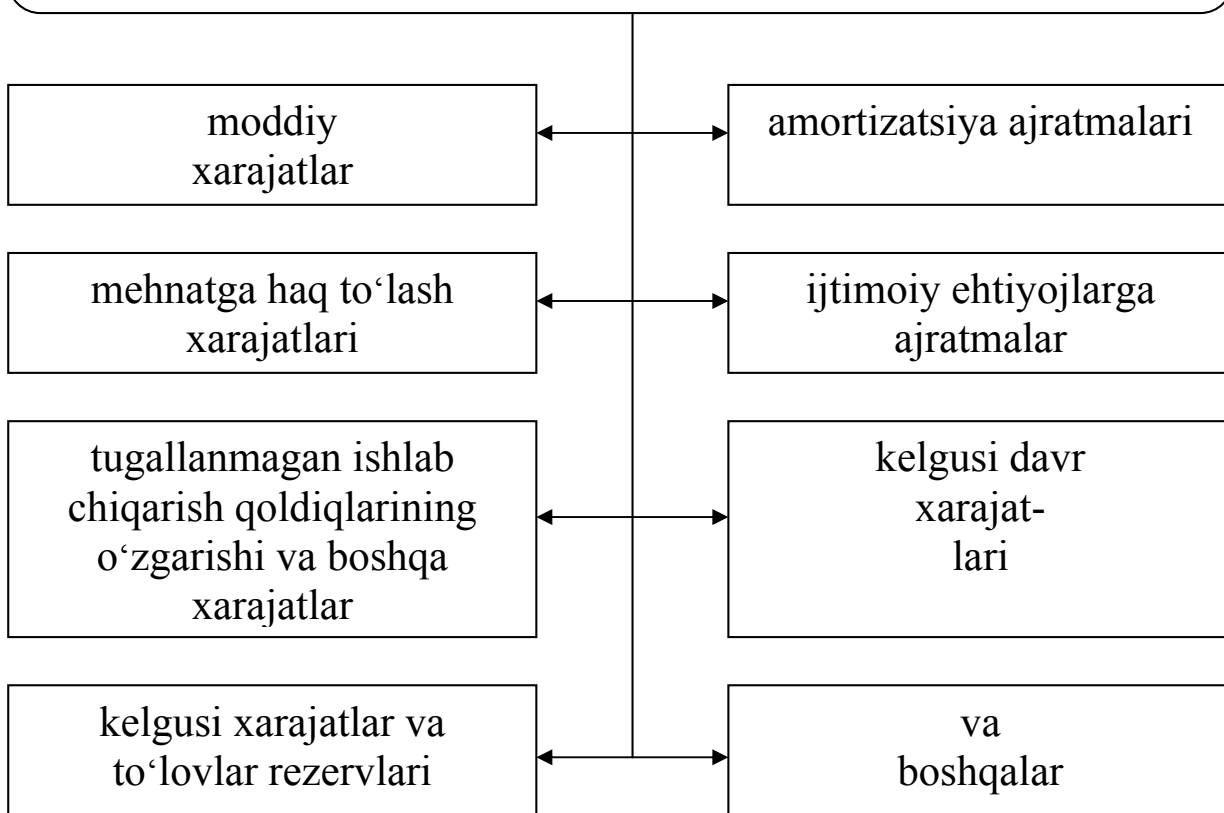 moddiy
xarajatlar
amortizatsiya ajratmalari
mehnatga haq to‘lash
xarajatlari
ijtimoiy ehtiyojlarga
ajratmalar
tugallanmagan ishlab
chiqarish qoldiqlarining
o‘zgarishi va boshqa
xarajatlar
kelgusi davr
xarajat-
lari
kelgusi xarajatlar va
to‘lovlar rezervlari
va
boshqalar